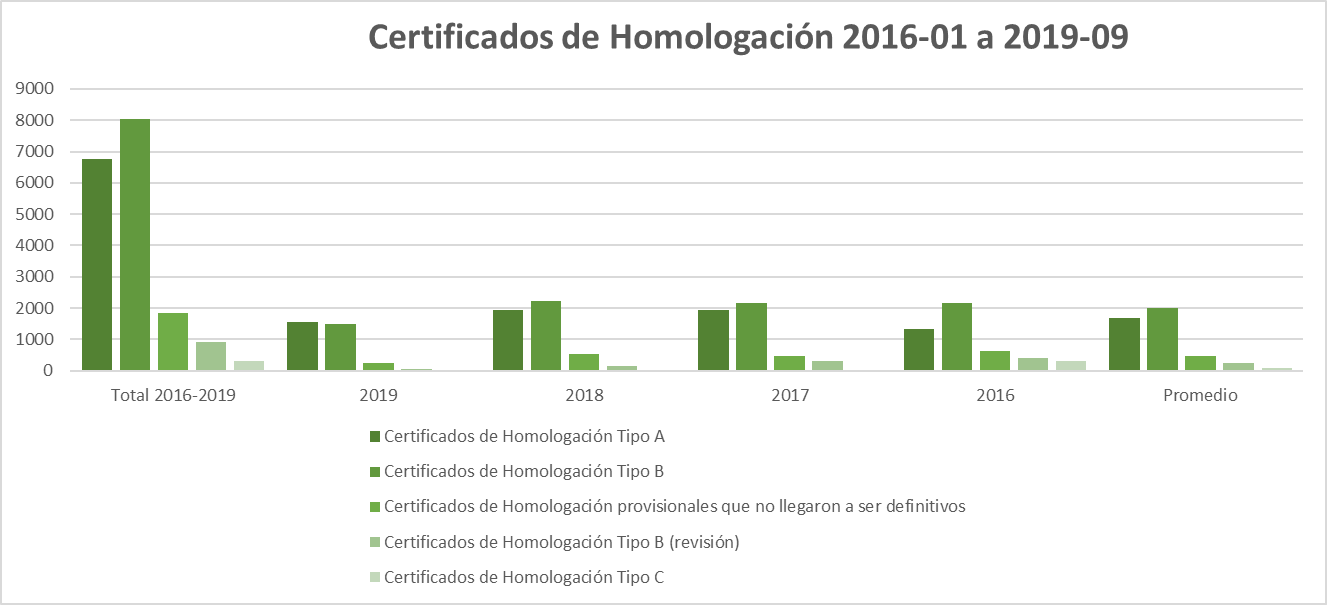 Certificados de Homologación 2016-01 a 2019-09
9000
8000
7000
6000
5000
4000
3000
2000
1000
0
Total 2016-2019 2019 2018 2017 2016 Promedio
Certificados de Homologación Tipo A
Certificados de Homologación Tipo B
Certificados de Homologación provisionales que no llegaron a ser definitivos
Certificados de Homologación Tipo B (revisión)
Certificados de Homologación Tipo C